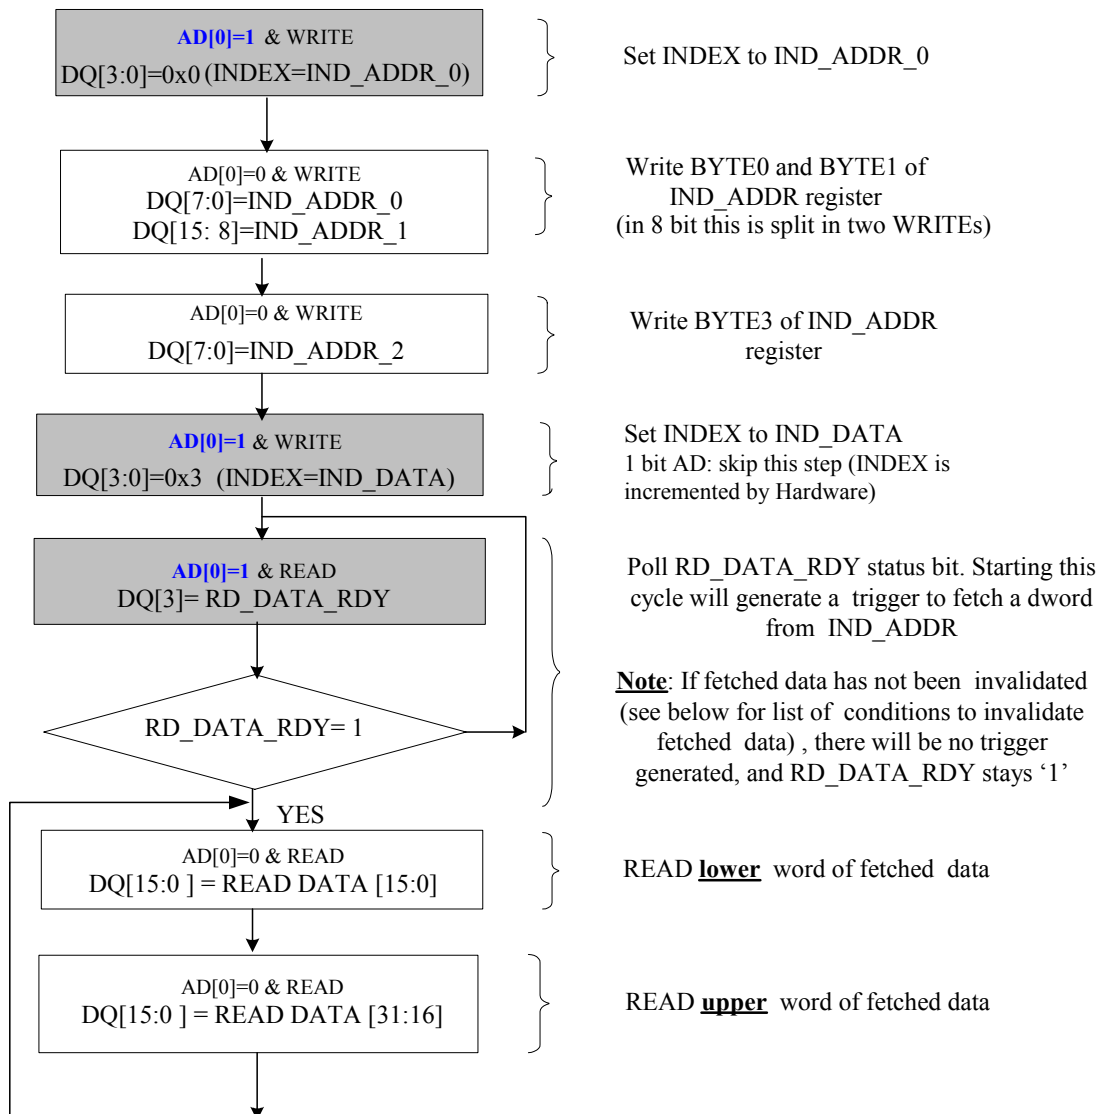 AD[0]=1 & WRITE
DQ[3:0]=0x0 (INDEX=IND_ADDR_0)
Set INDEX to IND_ADDR_0
AD[0]=0 & WRITE
DQ[7:0]=IND_ADDR_0
DQ[15: 8]=IND_ADDR_1
Write BYTE0 and BYTE1 of
IND_ADDR register
(in 8 bit this is split in two WRITEs)
AD[0]=0 & WRITE
DQ[7:0]=IND_ADDR_2
Write BYTE3 of IND_ADDR
register
AD[0]=1 & WRITE
DQ[3:0]=0x3 (INDEX=IND_DATA)
Set INDEX to IND_DATA
1 bit AD: skip this step (INDEX is
incremented by Hardware)
AD[0]=1 & READ
DQ[3]= RD_DATA_RDY
Poll RD_DATA_RDY status bit. Starting this
cycle will generate a trigger to fetch a dword
from IND_ADDR
RD_DATA_RDY= 1
Note: If fetched data has not been invalidated
(see below for list of conditions to invalidate
fetched data) , there will be no trigger
generated, and RD_DATA_RDY stays ‘1’
YES
AD[0]=0 & READ
DQ[15:0 ] = READ DATA [15:0]
READ lower word of fetched data
AD[0]=0 & READ
DQ[15:0 ] = READ DATA [31:16]
READ upper word of fetched data